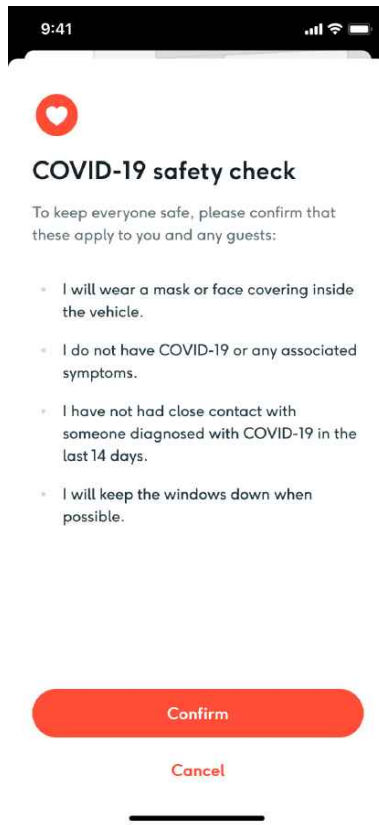 9:41
COVID-19 safety check
To keep everyone safe, please confirm that
these apply to you and any guests:
I will wear a mask or face covering inside
the vehicle.
I do not have COVID-19 or any associated
symptoms.
I have not had close contact with
someone diagnosed with COVID-19 in the
last 14 days.
I will keep the windows down when
possible.
Confirm
Cancel